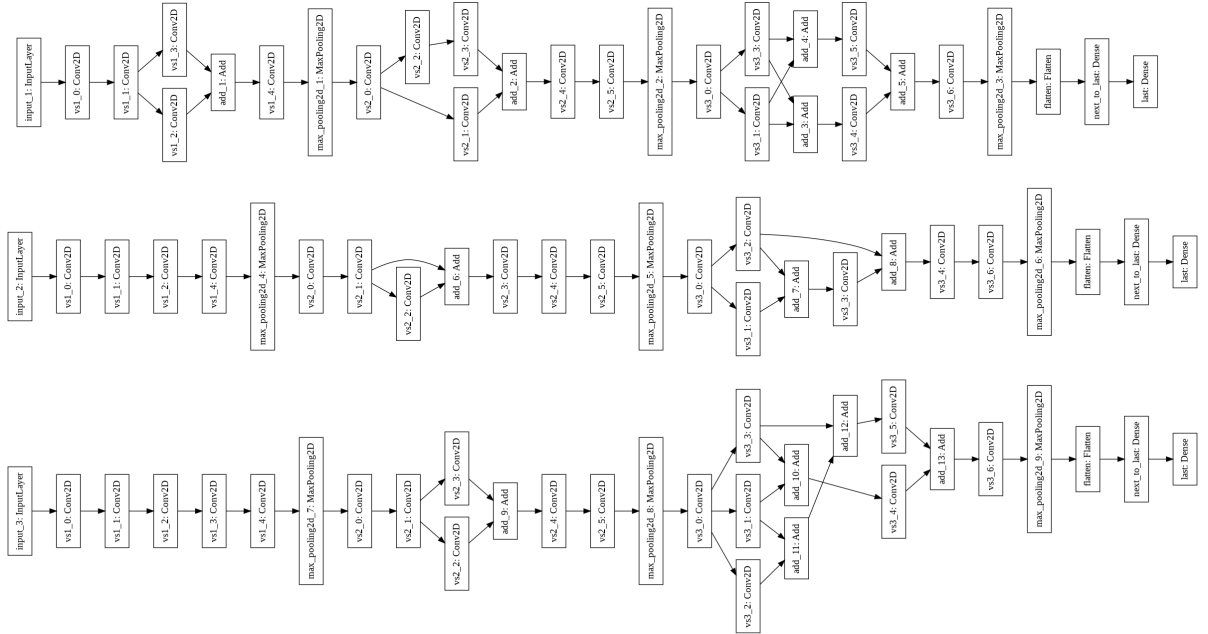 input_1: InputLayer
vs1_0: Conv2D
vs1_1: Conv2D
vs1_3: Conv2D
vs1_2: Conv2D
add_1: Add
vs1_4: Conv2D
max_pooling2d_1: MaxPooling2D
vs2_0: Conv2D
vs2_2: Conv2D
vs2_3: Conv2D
vs2_1: Conv2D
add_2: Add
vs2_4: Conv2D
vs2_5: Conv2D
max_pooling2d_2: MaxPooling2D
vs3_0: Conv2D
vs3_3: Conv2D
vs3_1: Conv2D
add_4: Add
add_3: Add
vs3_5: Conv2D
vs3_4: Conv2D
add_5: Add
vs3_6: Conv2D
max_pooling2d_3: MaxPooling2D
flatten: Flatten
next_to_last: Dense
last: Dense
input_2: InputLayer
vs1_0: Conv2D
vs1_1: Conv2D
vs1_2: Conv2D
vs1_4: Conv2D
max_pooling2d_4: MaxPooling2D
vs2_0: Conv2D
vs2_1: Conv2D
vs2_2: Conv2D
add_6: Add
vs2_3: Conv2D
vs2_4: Conv2D
vs2_5: Conv2D
max_pooling2d_5: MaxPooling2D
vs3_0: Conv2D
vs3_2: Conv2D
vs3_1: Conv2D
add_7: Add
vs3_3: Conv2D
add_8: Add
vs3_4: Conv2D
vs3_6: Conv2D
max_pooling2d_6: MaxPooling2D
flatten: Flatten
next_to_last: Dense
last: Dense
input_3: InputLayer
vs1_0: Conv2D
vs1_1: Conv2D
vs1_2: Conv2D
vs1_3: Conv2D
vs1_4: Conv2D
max_pooling2d_7: MaxPooling2D
vs2_0: Conv2D
vs2_1: Conv2D
vs2_3: Conv2D
vs2_2: Conv2D
add_9: Add
vs2_4: Conv2D
vs2_5: Conv2D
max_pooling2d_8: MaxPooling2D
vs3_0: Conv2D
vs3_3: Conv2D
vs3_1: Conv2D
vs3_2: Conv2D
add_10: Add
add_11: Add
add_12: Add
vs3_5: Conv2D
vs3_4: Conv2D
add_13: Add
vs3_6: Conv2D
max_pooling2d_9: MaxPooling2D
flatten: Flatten
next_to_last: Dense
last: Dense